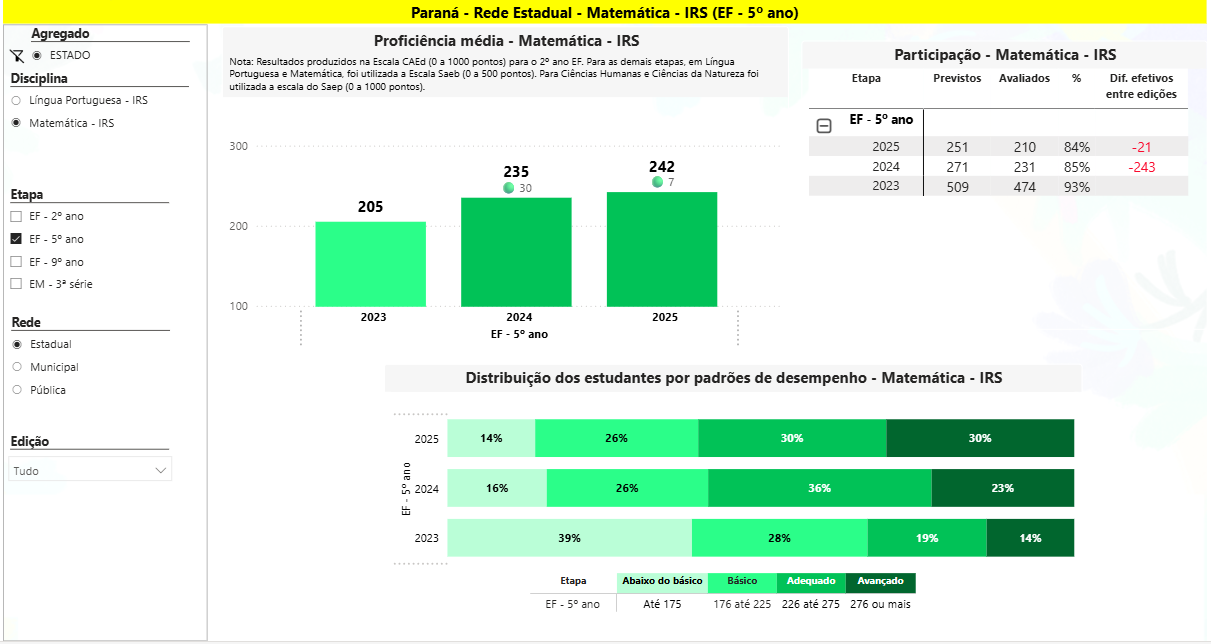 Paraná - Rede Estadual - Matemática - IRS (EF - 5º ano)
Agregado
ESTADO
Disciplina
Língua Portuguesa - IRS
Matemática - IRS
Etapa
EF - 2º ano
EF - 5º ano
EF - 9º ano
EM - 3ª série
Rede
Estadual
Municipal
Pública
Edição
Tudo
Proficiência média - Matemática - IRS
Nota: Resultados produzidos na Escala CAEd (0 a 1000 pontos) para o 2º ano EF. Para as demais etapas, em Língua
Portuguesa e Matemática, foi utilizada a Escala Saeb (0 a 500 pontos). Para Ciências Humanas e Ciências da Natureza foi
utilizada a escala do Saep (0 a 1000 pontos).
300
200
100
205
235
30
242
7
2023 2024 2025
EF - 5º ano
Participação - Matemática - IRS
Etapa Previstos Avaliados % Dif. efetivos
entre edições
EF - 5º ano
2025 251 210 84% -21
2024 271 231 85% -243
2023 509 474 93%
Distribuição dos estudantes por padrões de desempenho - Matemática - IRS
EF - 5º ano
2025 14% 26% 30% 30%
2024 16% 26% 36% 23%
2023 39% 28% 19% 14%
Etapa Abaixo do básico Básico Adequado Avançado
EF - 5º ano Até 175 176 até 225 226 até 275 276 ou mais